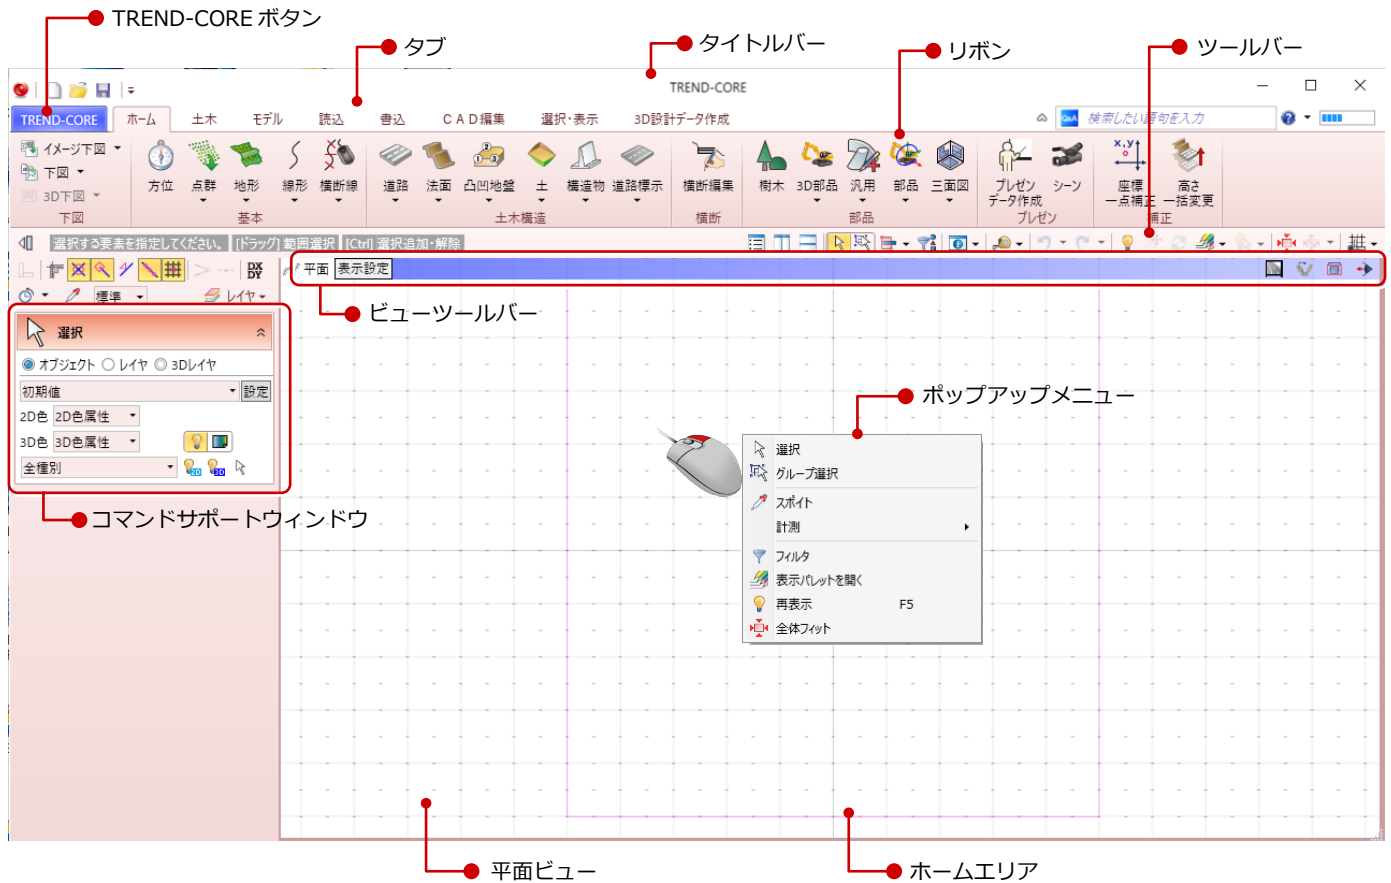 TREND-CORE ボタン
タブ
タイトルバー
リボン
ツールバー
TREND-CORE
TREND-CORE ホーム 土木 モデル 読込 書込 ＣＡＤ編集 選択・表示 3D設計データ作成 Q&A 検索したい語句を入力
イメージ下図
下図
3D下図
方位 点群 地形 線形 横断線 道路 法面 凸凹地盤 土 構造物 道路標示 横断編集 樹木 3D部品 汎用 部品 三面図 プレゼンデータ作成 シーン 座標一点補正 高さ一括変更
下図 基本 土木構造 横断 部品 プレゼン 補正
選択する要素を指定してください。 [ドラッグ] 範囲選択 [Ctrl] 選択追加・解除
DX
DY
平面 表示設定
標準 レイヤ
ビューツールバー
選択
オブジェクト レイヤ 3Dレイヤ
初期値 設定
2D色 2D色属性
3D色 3D色属性
全種別 2D 3D
コマンドサポートウィンドウ
ポップアップメニュー
選択
グループ選択
スポイト
計測
フィルタ
表示パレットを開く
再表示 F5
全体フィット
平面ビュー
ホームエリア